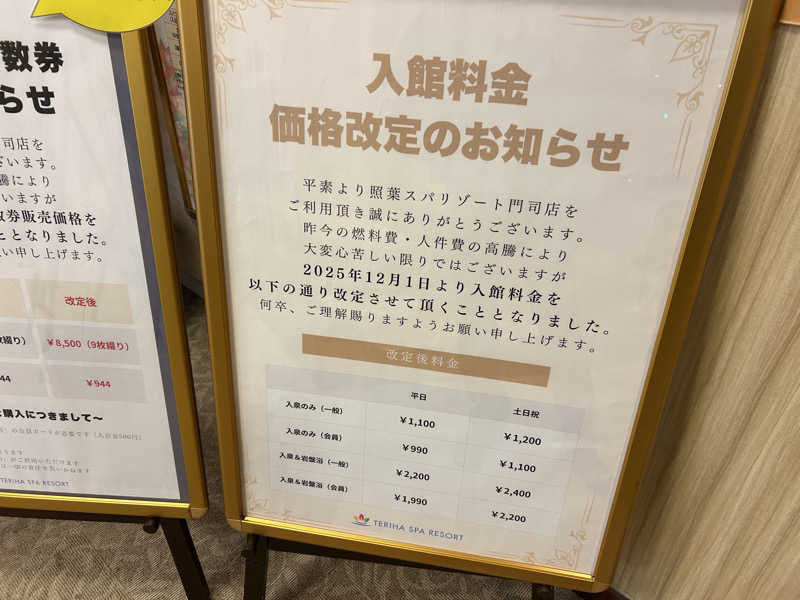 数券
らせ
司店を
ざいます。
騰により
いますが
数券販売価格を
こととなりました。
い申し上げます。
改定後
￥8,500（9枚綴り）
￥944
購入につきまして～
TERIHA SPA RESORT
入館料金
価格改定のお知らせ
平素より照葉スパリゾート門司店を
ご利用頂き誠にありがとうございます。
昨今の燃料費・人件費の高騰により
大変心苦しい限りではございますが
2025年12月1日より入館料金を
以下の通り改定させて頂くこととなりました。
何卒、ご理解賜りますようお願い申し上げます。
改定後料金
平日 土日祝
入泉のみ（一般） ￥1,100 ￥1,200
入泉のみ（会員） ￥990 ￥1,100
入泉＆岩盤浴（一般） ￥2,200 ￥2,400
入泉＆岩盤浴（会員） ￥1,990 ￥2,200
TERIHA SPA RESORT